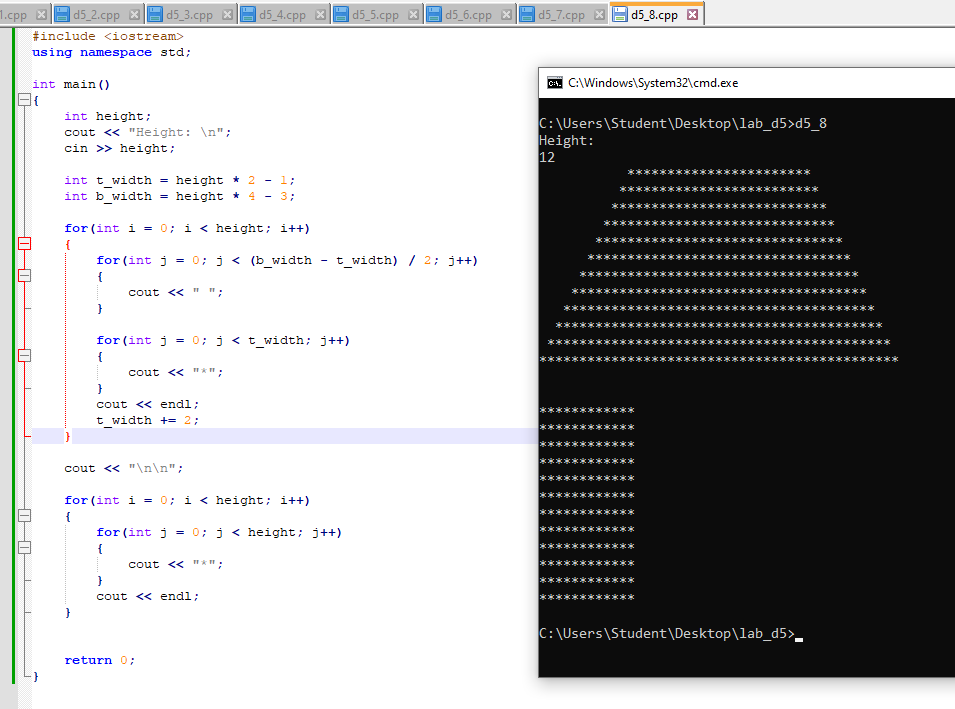 1.cpp d5_2.cpp d5_3.cpp d5_4.cpp d5_5.cpp d5_6.cpp d5_7.cpp d5_8.cpp
#include <iostream>
using namespace std;
int main()
{
    int height;
    cout << "Height: \n";
    cin >> height;
    int t_width = height * 2 - 1;
    int b_width = height * 4 - 3;
    for(int i = 0; i < height; i++)
    {
        for(int j = 0; j < (b_width - t_width) / 2; j++)
        {
            cout << " ";
        }
        for(int j = 0; j < t_width; j++)
        {
            cout << "*";
        }
        cout << endl;
        t_width += 2;
    }
    cout << "\n\n";
    for(int i = 0; i < height; i++)
    {
        for(int j = 0; j < height; j++)
        {
            cout << "*";
        }
        cout << endl;
    }
    return 0;
}
C:\Windows\System32\cmd.exe
C:\Users\Student\Desktop\lab_d5>d5_8
Height:
12
           ***********************
          *************************
         ***************************
        *****************************
       *******************************
      *********************************
     ***********************************
    *************************************
   ***************************************
  *****************************************
 *******************************************
*********************************************
************
************
************
************
************
************
************
************
************
************
************
************
C:\Users\Student\Desktop\lab_d5>